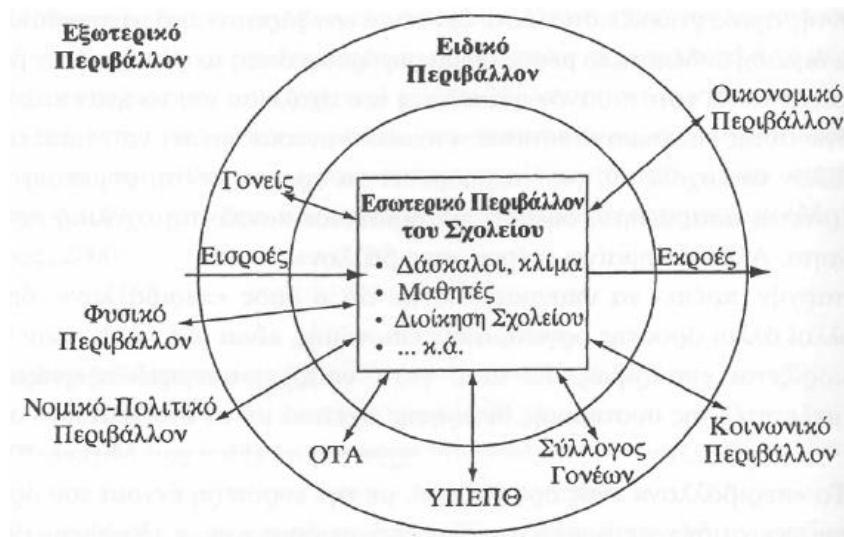 Εξωτερικό
Περιβάλλον
Ειδικό
Περιβάλλον
Οικονομικό
Περιβάλλον
Γονείς
Εσωτερικό Περιβάλλον
του Σχολείου
Εισροές
Εκροές
• Δάσκαλοι, κλίμα
• Μαθητές
• Διοίκηση Σχολείου
• ... κ.ά.
Φυσικό
Περιβάλλον
Νομικό-Πολιτικό
Περιβάλλον
ΟΤΑ
ΥΠΕΠΘ
Σύλλογος
Γονέων
Κοινωνικό
Περιβάλλον